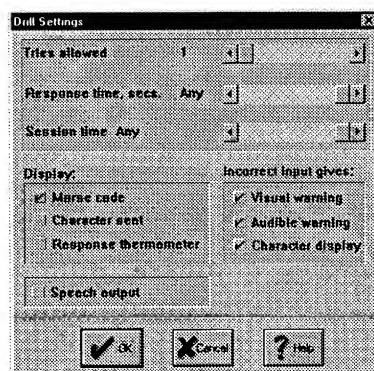 Drill Settings
Tries allowed 1
Response time, secs. Any
Session time Any
Display:
Morse code
Character sent
Response thermometer
Speech output
Incorrect input gives:
Visual warning
Audible warning
Character display
OK
Cancel
? Help